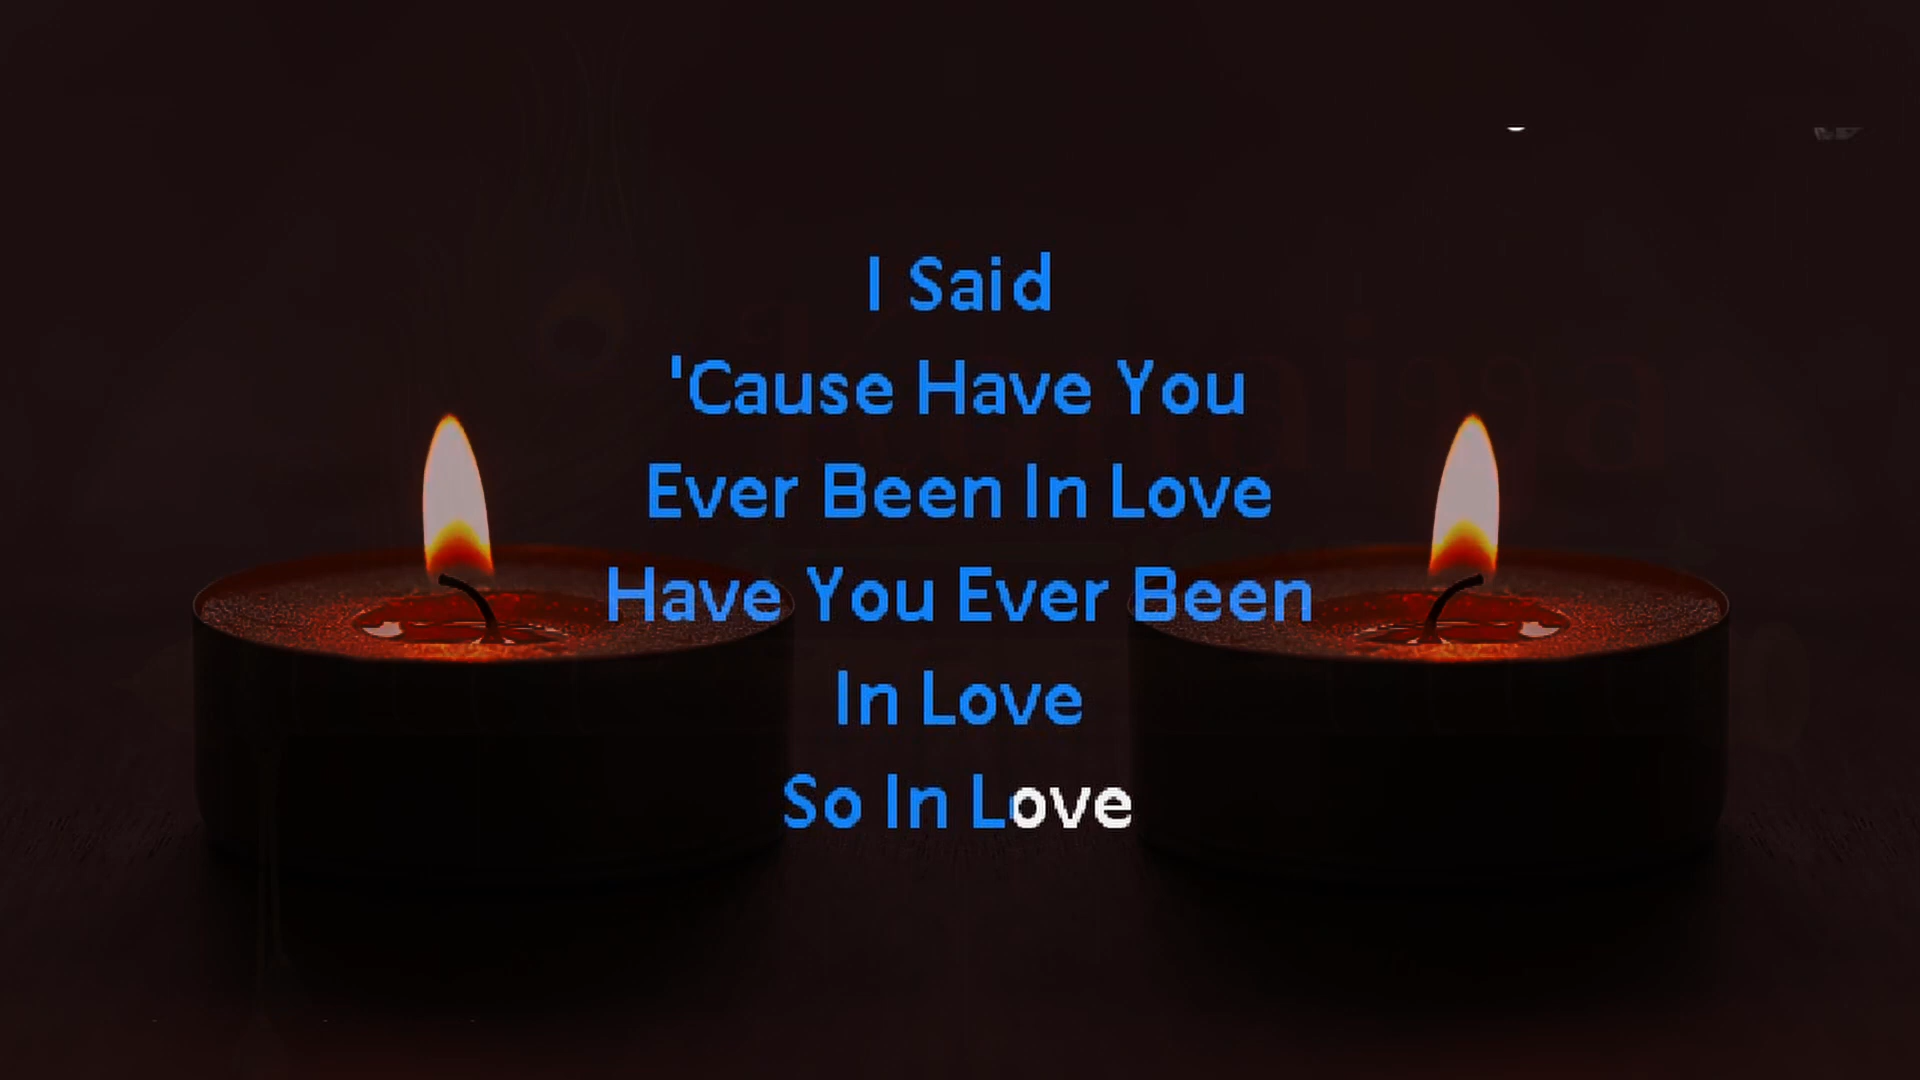 I Said
'Cause Have You
Ever Been In Love
Have You Ever Been
In Love
So In Love